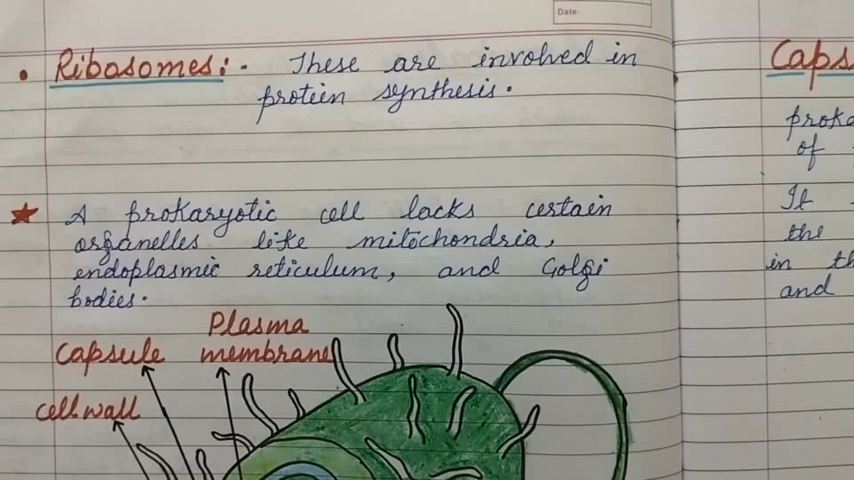 Date:
• Ribosomes:- These are involved in
protein synthesis.
★ A prokaryotic cell lacks certain
organelles like mitochondria,
endoplasmic reticulum, and Golgi
bodies.
Plasma
membrane
Capsule
Cell wall
Caps
proka
of
It
the
in th
and